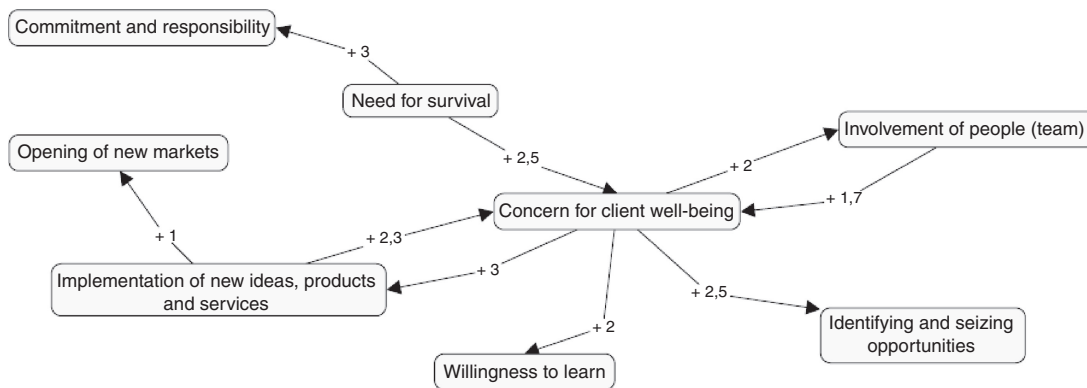 Commitment and responsibility
+ 3
Need for survival
Involvement of people (team)
Opening of new markets
+ 2,5
+ 2
+ 1,7
Concern for client well-being
+ 1
+ 2,3
+ 3
Implementation of new ideas, products
and services
+ 2,5
+ 2
Identifying and seizing
opportunities
Willingness to learn